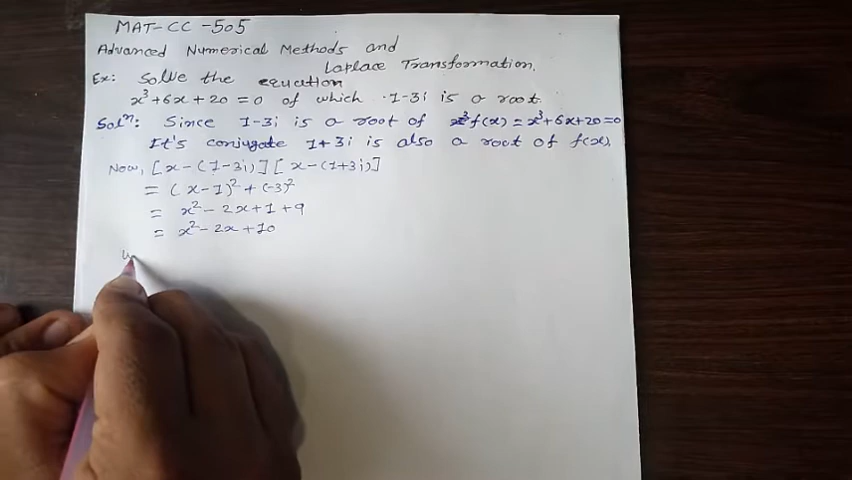 MAT-CC-505
Advanced Numerical Methods and
Laplace Transformation.
Ex: Solve the equation
x³+6x+20=0 of which 1-3i is a root.
Solⁿ: Since 1-3i is a root of f(x)=x³+6x+20=0
It's conjugate 1+3i is also a root of f(x).
Now, [x-(1-3i)][x-(1+3i)]
= (x-1)²+(-3)²
= x²-2x+1+9
= x²-2x+10